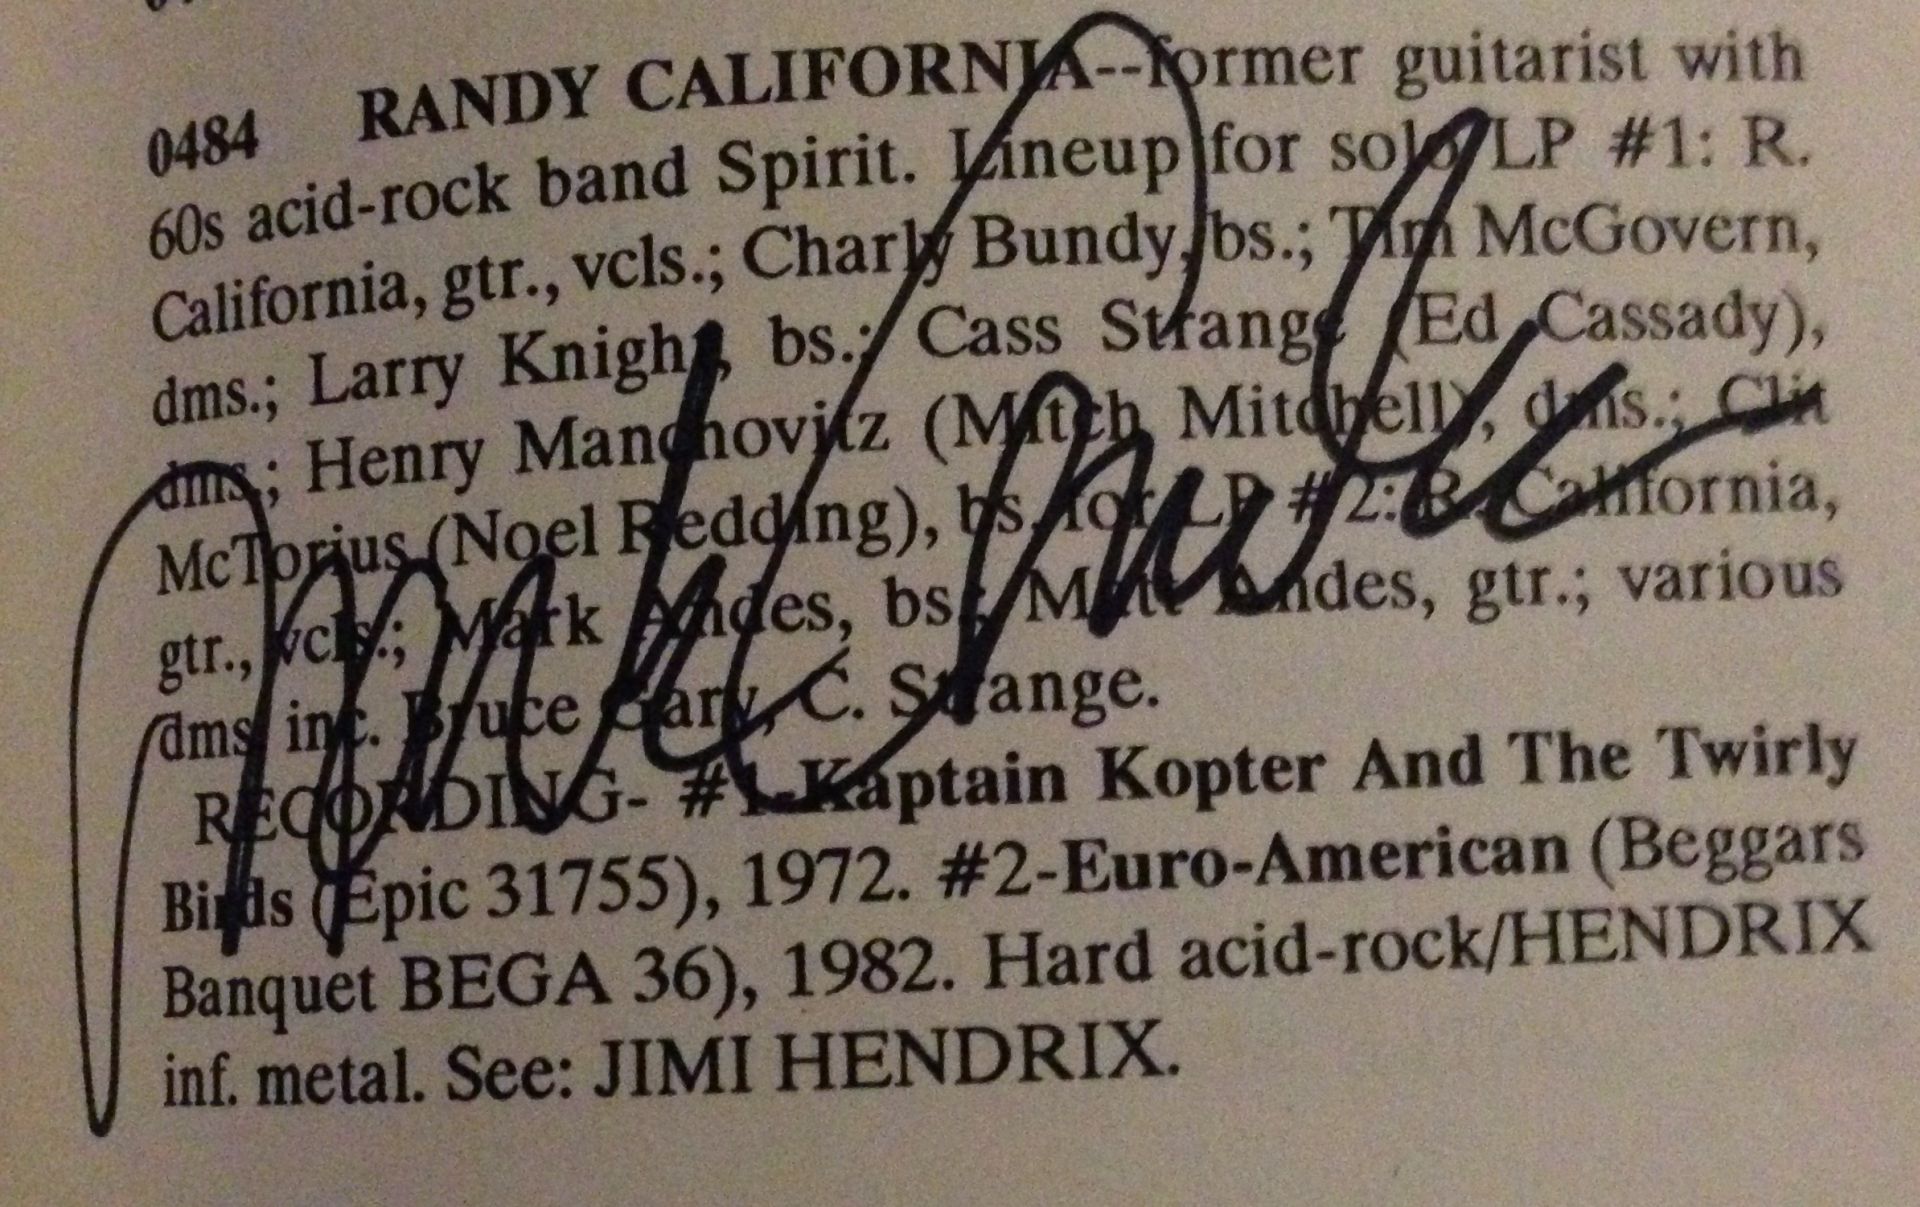 0484 RANDY CALIFORNIA--former guitarist with
60s acid-rock band Spirit. Lineup for solo LP #1: R.
California, gtr., vcls.; Charly Bundy, bs.; Tim McGovern,
dms.; Larry Knight, bs.; Cass Strange (Ed Cassady),
dms.; Henry Manchovitz (Mitch Mitchell), dms.; Clit
McTorius (Noel Redding), bs. for LP #2: R. California,
gtr., vcls.; Mark Andes, bs.; Matt Andes, gtr.; various
dms. inc. Bruce Gary, C. Strange.
RECORDING- #1-Kaptain Kopter And The Twirly
Birds (Epic 31755), 1972. #2-Euro-American (Beggars
Banquet BEGA 36), 1982. Hard acid-rock/HENDRIX
inf. metal. See: JIMI HENDRIX.